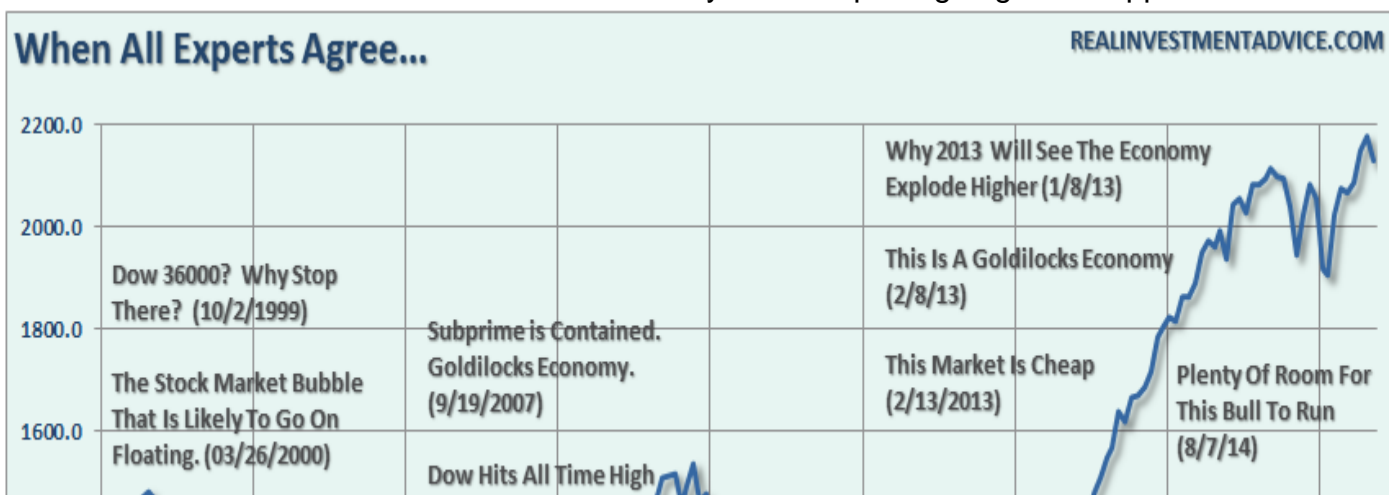 When All Experts Agree...
REALINVESTMENTADVICE.COM
2200.0
2000.0
1800.0
1600.0
Dow 36000? Why Stop
There? (10/2/1999)
The Stock Market Bubble
That Is Likely To Go On
Floating. (03/26/2000)
Subprime is Contained.
Goldilocks Economy.
(9/19/2007)
Dow Hits All Time High
Why 2013 Will See The Economy
Explode Higher (1/8/13)
This Is A Goldilocks Economy
(2/8/13)
This Market Is Cheap
(2/13/2013)
Plenty Of Room For
This Bull To Run
(8/7/14)